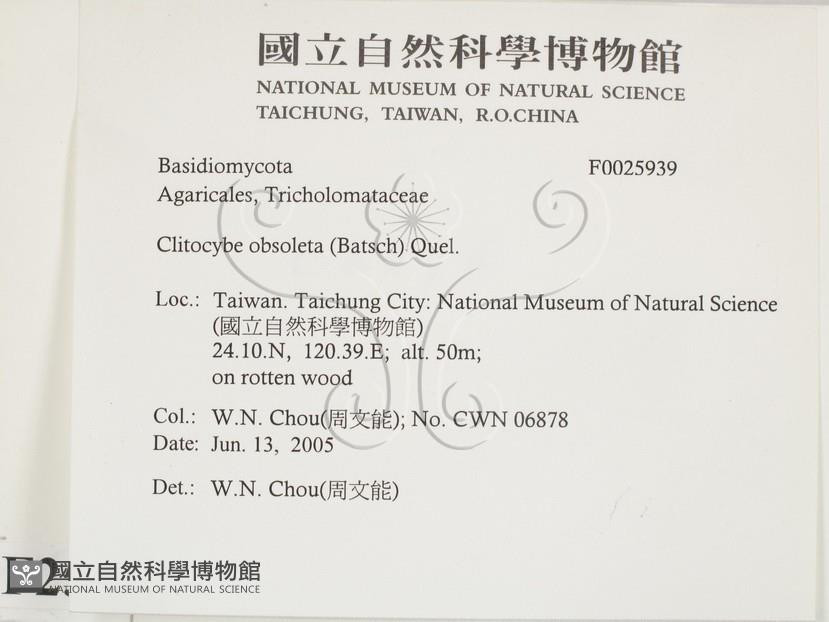 國立自然科學博物館
NATIONAL MUSEUM OF NATURAL SCIENCE
TAICHUNG, TAIWAN, R.O.CHINA
Basidiomycota F0025939
Agaricales, Tricholomataceae
Clitocybe obsoleta (Batsch) Quel.
Loc.: Taiwan. Taichung City: National Museum of Natural Science
(國立自然科學博物館)
24.10.N, 120.39.E; alt. 50m;
on rotten wood
Col.: W.N. Chou(周文能); No. CWN 06878
Date: Jun. 13, 2005
Det.: W.N. Chou(周文能)
國立自然科學博物館
NATIONAL MUSEUM OF NATURAL SCIENCE